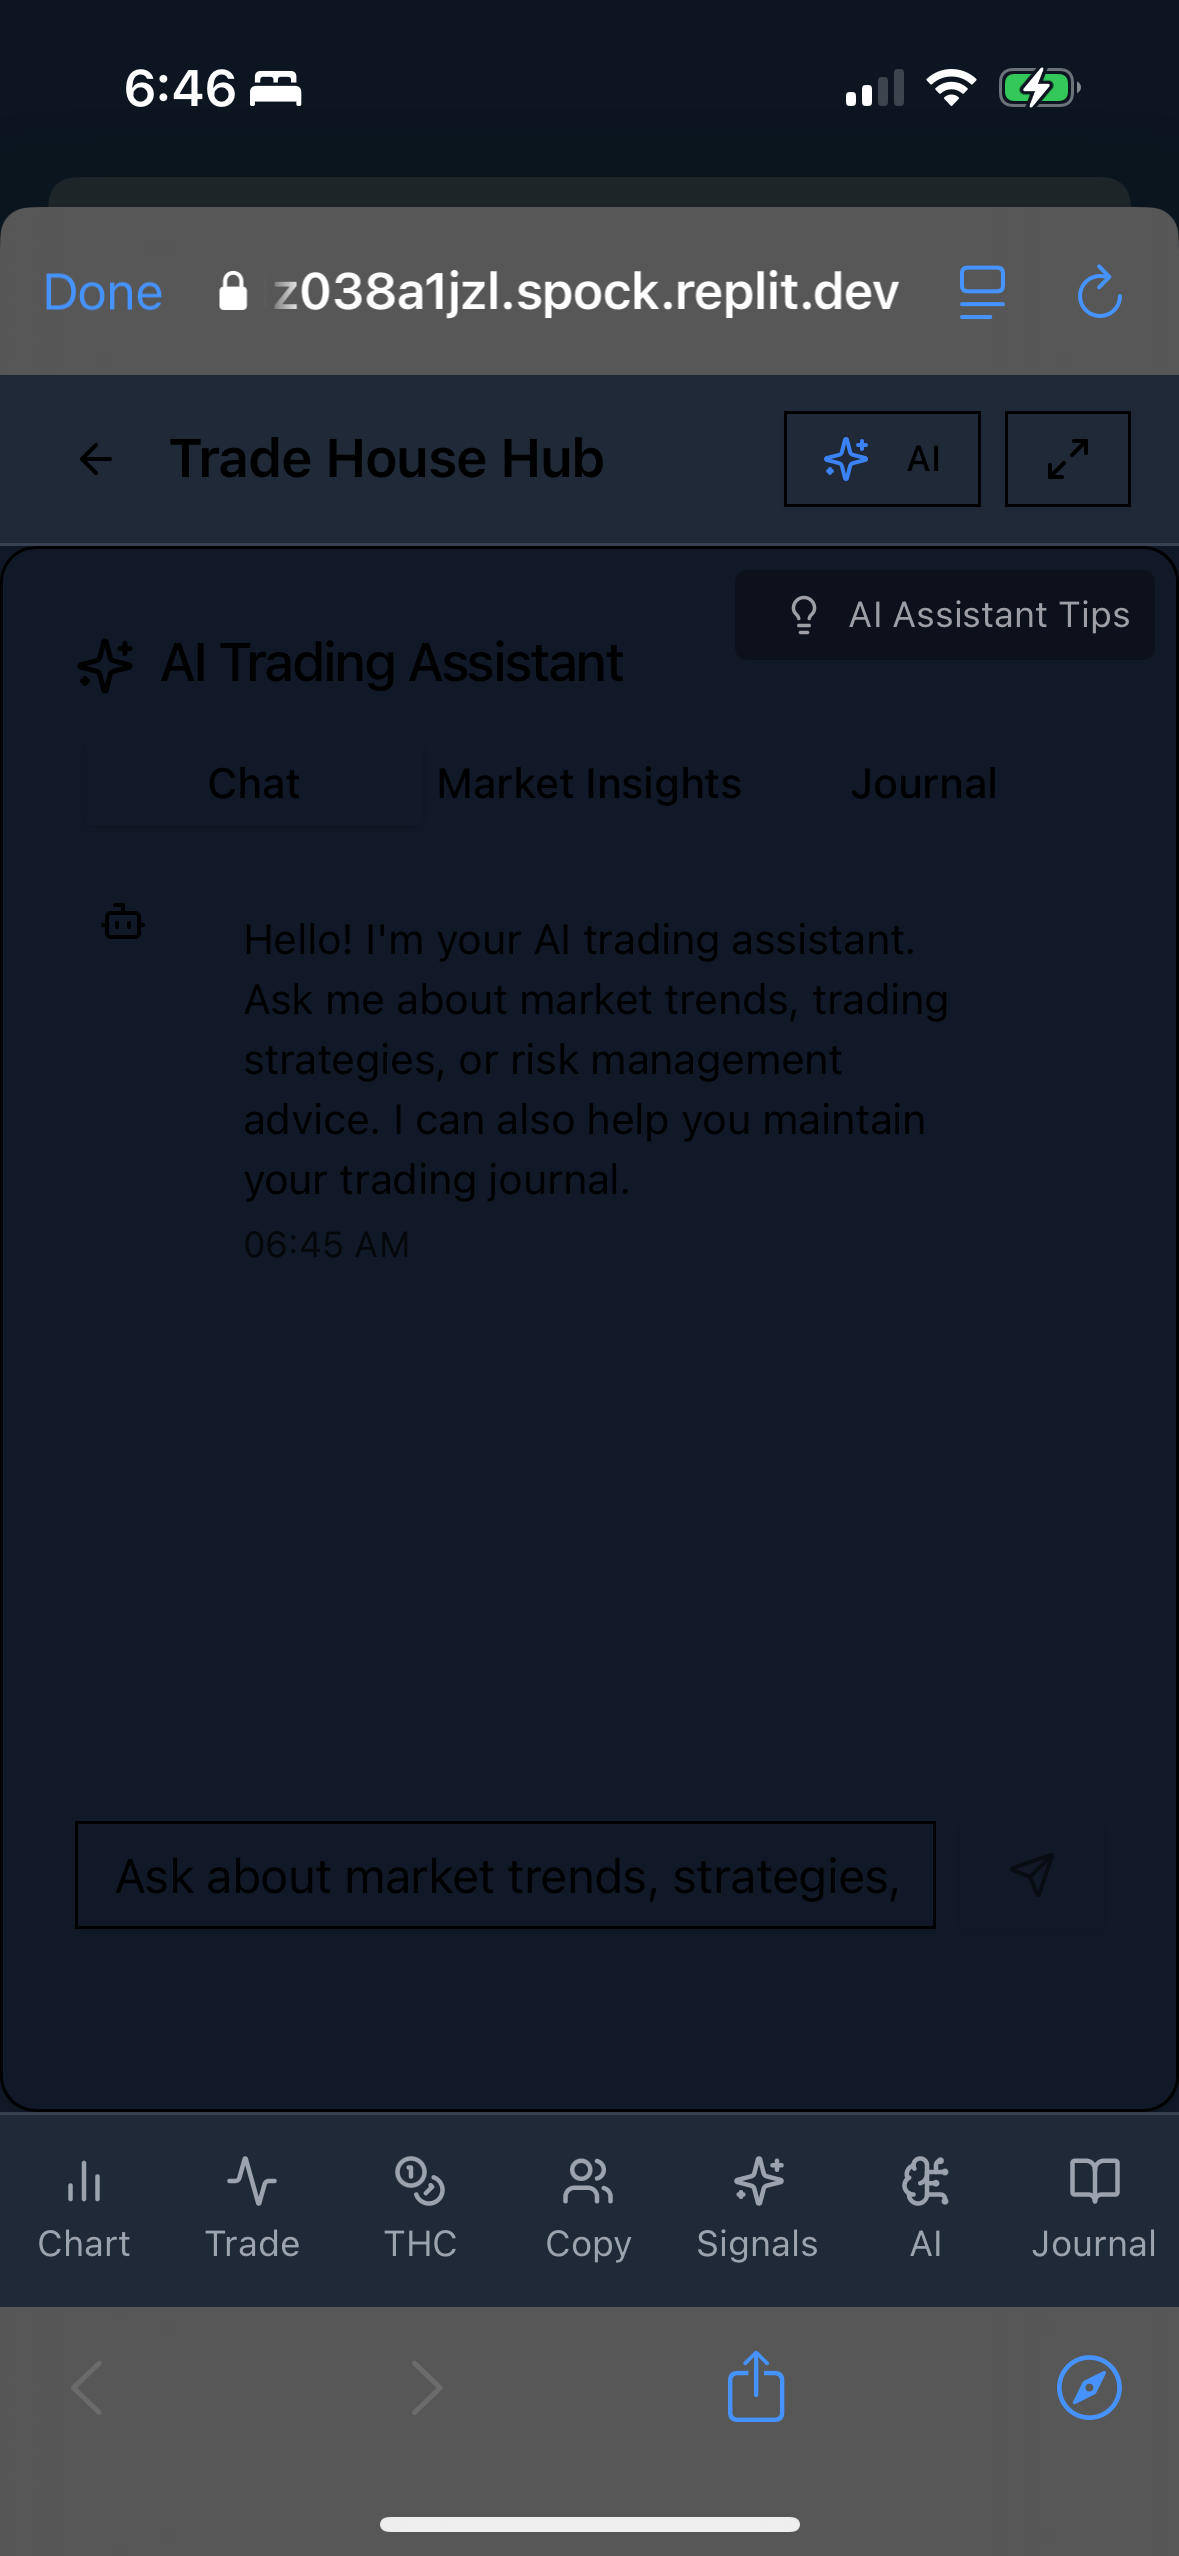 6:46
Done z038a1jzl.spock.replit.dev
Trade House Hub AI
AI Assistant Tips
AI Trading Assistant
Chat Market Insights Journal
Hello! I'm your AI trading assistant.
Ask me about market trends, trading
strategies, or risk management
advice. I can also help you maintain
your trading journal.
06:45 AM
Ask about market trends, strategies,
Chart Trade THC Copy Signals AI Journal